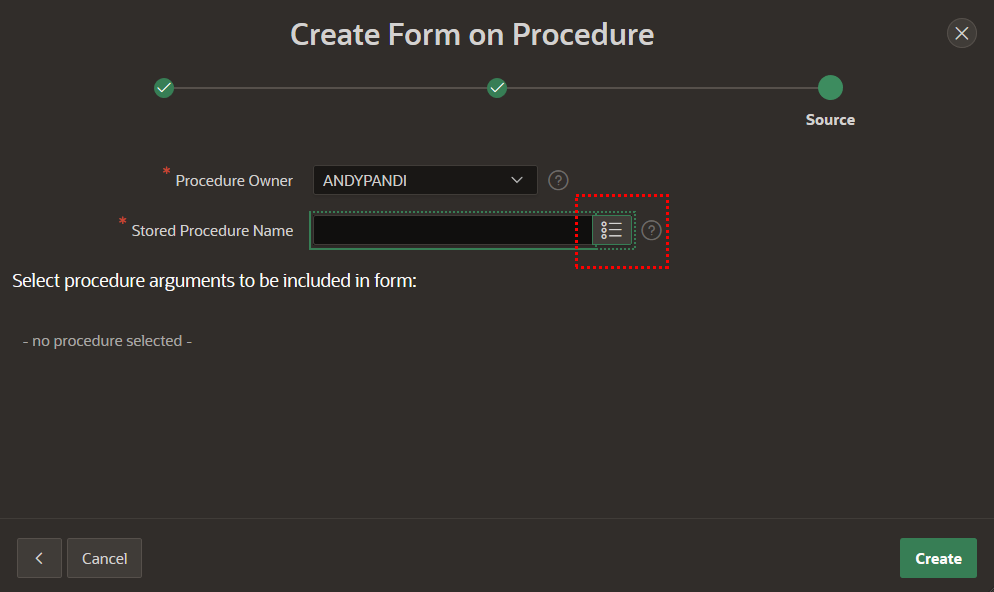 Create Form on Procedure
Source
* Procedure Owner ANDYPANDI ?
* Stored Procedure Name ?
Select procedure arguments to be included in form:
- no procedure selected -
Cancel Create